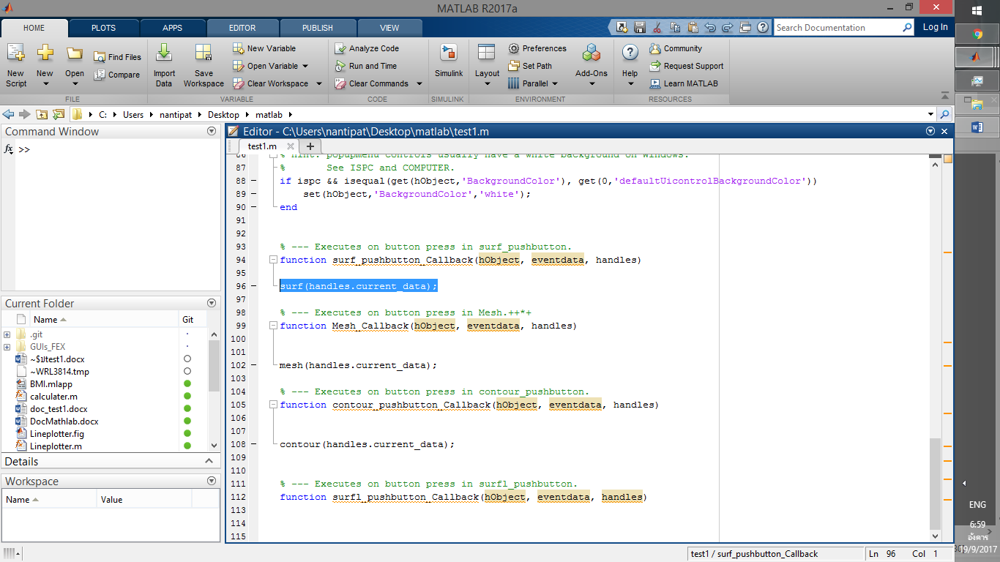 MATLAB R2017a
HOME PLOTS APPS EDITOR PUBLISH VIEW Search Documentation Log In
New Script New Open Find Files Compare Import Data Save Workspace New Variable Open Variable Clear Workspace Analyze Code Run and Time Clear Commands Simulink Layout Preferences Set Path Parallel Add-Ons Help Community Request Support Learn MATLAB
FILE VARIABLE CODE SIMULINK ENVIRONMENT RESOURCES
C: Users nantipat Desktop matlab
Command Window
fx >>
Current Folder
Name Git
.git
GUIs_FEX
~$ปtest1.docx
~WRL3814.tmp
BMI.mlapp
calculater.m
doc_test1.docx
DocMathlab.docx
Lineplotter.fig
Lineplotter.m
Details
Workspace
Name Value
Editor - C:\Users\nantipat\Desktop\matlab\test1.m
test1.m
86 % Hint: popupmenu controls usually have a white background on Windows.
87 % See ISPC and COMPUTER.
88 if ispc && isequal(get(hObject,'BackgroundColor'), get(0,'defaultUicontrolBackgroundColor'))
89 set(hObject,'BackgroundColor','white');
90 end
91
92
93 % --- Executes on button press in surf_pushbutton.
94 function surf_pushbutton_Callback(hObject, eventdata, handles)
95
96 surf(handles.current_data);
97
98 % --- Executes on button press in Mesh.++*+
99 function Mesh_Callback(hObject, eventdata, handles)
100
101
102 mesh(handles.current_data);
103
104 % --- Executes on button press in contour_pushbutton.
105 function contour_pushbutton_Callback(hObject, eventdata, handles)
106
107
108 contour(handles.current_data);
109
110
111 % --- Executes on button press in surfl_pushbutton.
112 function surfl_pushbutton_Callback(hObject, eventdata, handles)
113
114
115
test1 / surf_pushbutton_Callback Ln 96 Col 1
ENG
6:59
อังคาร
19/9/2017